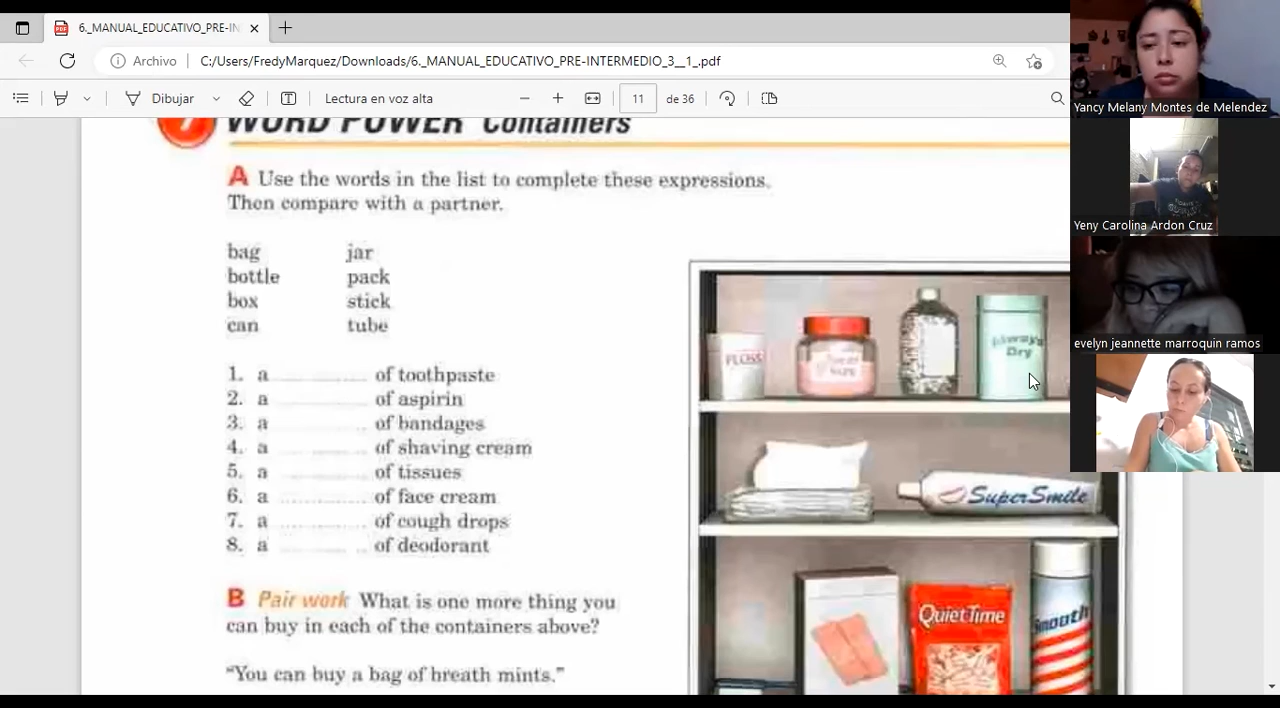 6._MANUAL_EDUCATIVO_PRE-IN
Archivo
C:/Users/FredyMarquez/Downloads/6._MANUAL_EDUCATIVO_PRE-INTERMEDIO_3__1_.pdf
Dibujar
Lectura en voz alta
11
de 36
7 WORD POWER Containers
A Use the words in the list to complete these expressions.
Then compare with a partner.
bag jar
bottle pack
box stick
can tube
1. a .............. of toothpaste
2. a .............. of aspirin
3. a .............. of bandages
4. a .............. of shaving cream
5. a .............. of tissues
6. a .............. of face cream
7. a .............. of cough drops
8. a .............. of deodorant
B Pair work What is one more thing you
can buy in each of the containers above?
“You can buy a bag of breath mints.”
FLOSS
Always
Dry
SuperSmile
QuietTime
Smooth
Yancy Melany Montes de Melendez
Yeny Carolina Ardon Cruz
evelyn jeannette marroquin ramos